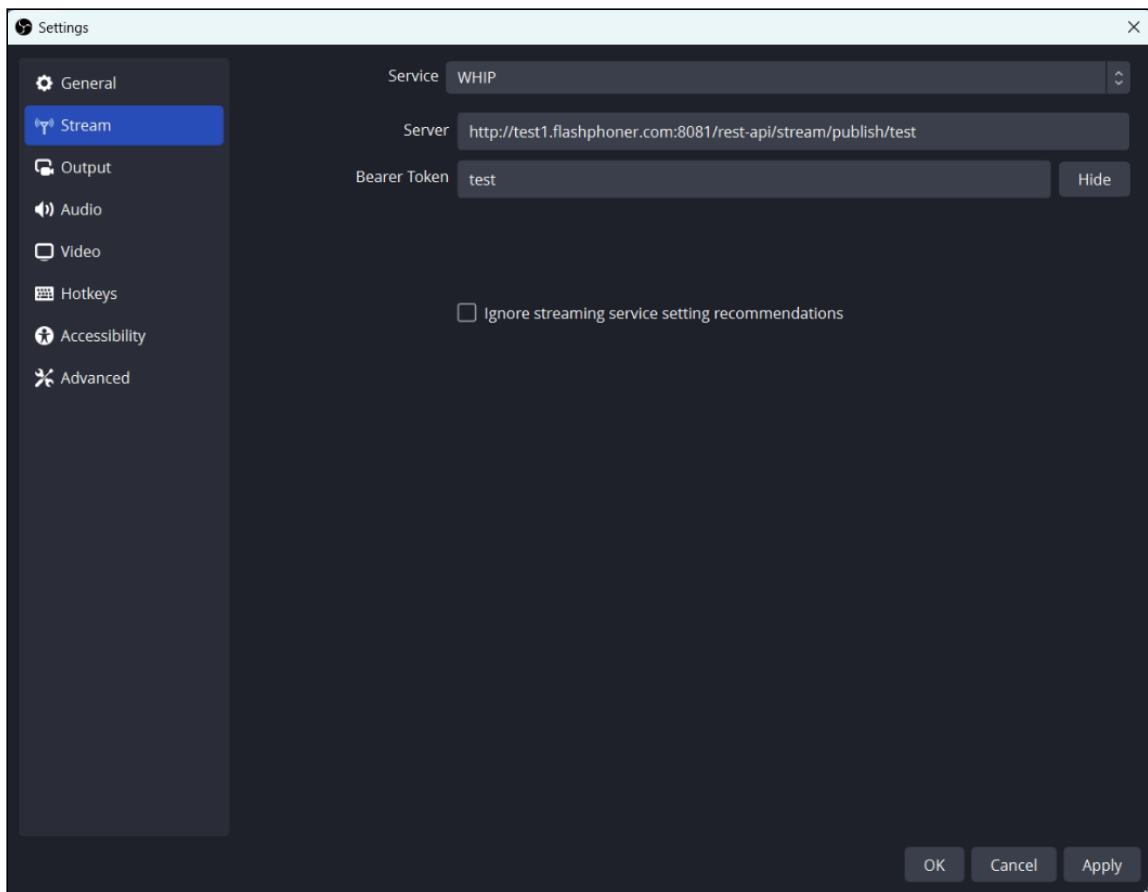 Settings
General
Stream
Output
Audio
Video
Hotkeys
Accessibility
Advanced
Service WHIP
Server http://test1.flashphoner.com:8081/rest-api/stream/publish/test
Bearer Token test Hide
Ignore streaming service setting recommendations
OK Cancel Apply